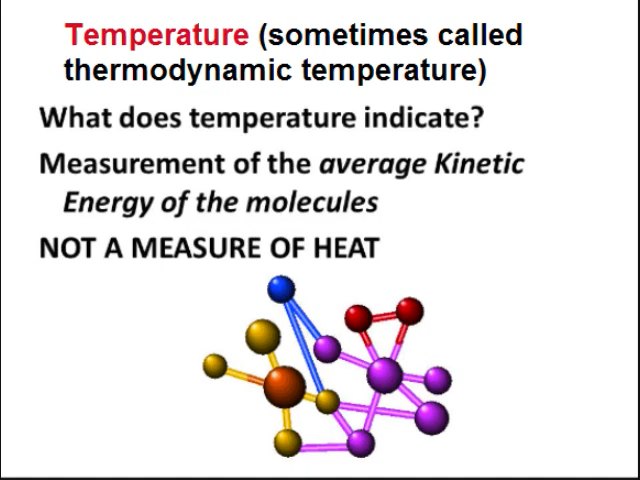 Temperature (sometimes called
thermodynamic temperature)
What does temperature indicate?
Measurement of the average Kinetic
Energy of the molecules
NOT A MEASURE OF HEAT